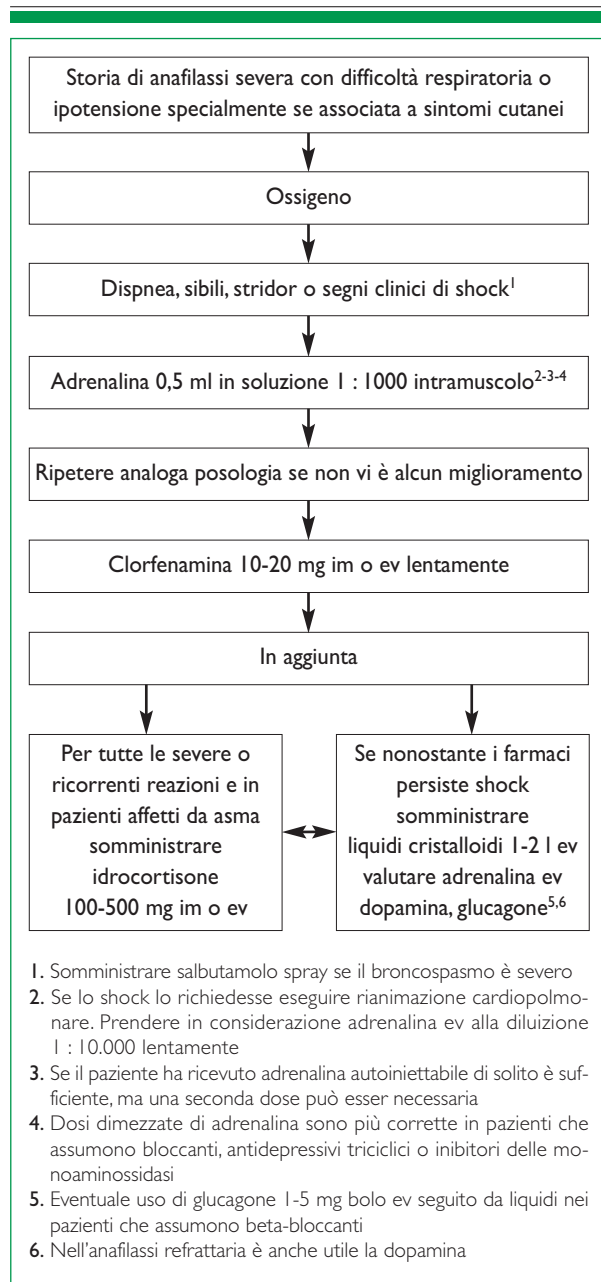 Storia di anafilassi severa con difficoltà respiratoria o
ipotensione specialmente se associata a sintomi cutanei
Ossigeno
Dispnea, sibili, stridor o segni clinici di shock¹
Adrenalina 0,5 ml in soluzione 1 : 1000 intramuscolo²⁻³⁻⁴
Ripetere analoga posologia se non vi è alcun miglioramento
Clorfenamina 10-20 mg im o ev lentamente
In aggiunta
Per tutte le severe o
ricorrenti reazioni e in
pazienti affetti da asma
somministrare
idrocortisone
100-500 mg im o ev
Se nonostante i farmaci
persiste shock
somministrare
liquidi cristalloidi 1-2 l ev
valutare adrenalina ev
dopamina, glucagone⁵,⁶
1. Somministrare salbutamolo spray se il broncospasmo è severo
2. Se lo shock lo richiedesse eseguire rianimazione cardiopolmo-
nare. Prendere in considerazione adrenalina ev alla diluizione
1 : 10.000 lentamente
3. Se il paziente ha ricevuto adrenalina autoiniettabile di solito è suf-
ficiente, ma una seconda dose può esser necessaria
4. Dosi dimezzate di adrenalina sono più corrette in pazienti che
assumono bloccanti, antidepressivi triciclici o inibitori delle mo-
noaminossidasi
5. Eventuale uso di glucagone 1-5 mg bolo ev seguito da liquidi nei
pazienti che assumono beta-bloccanti
6. Nell'anafilassi refrattaria è anche utile la dopamina